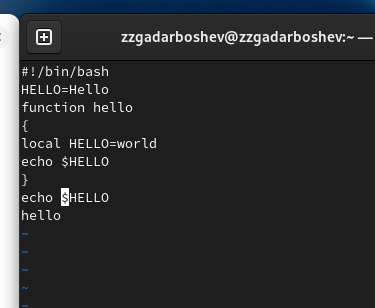 zzgadarboshev@zzgadarboshev:~ —
#!/bin/bash
HELLO=Hello
function hello
{
local HELLO=world
echo $HELLO
}
echo $HELLO
hello
~
~
~
~
~